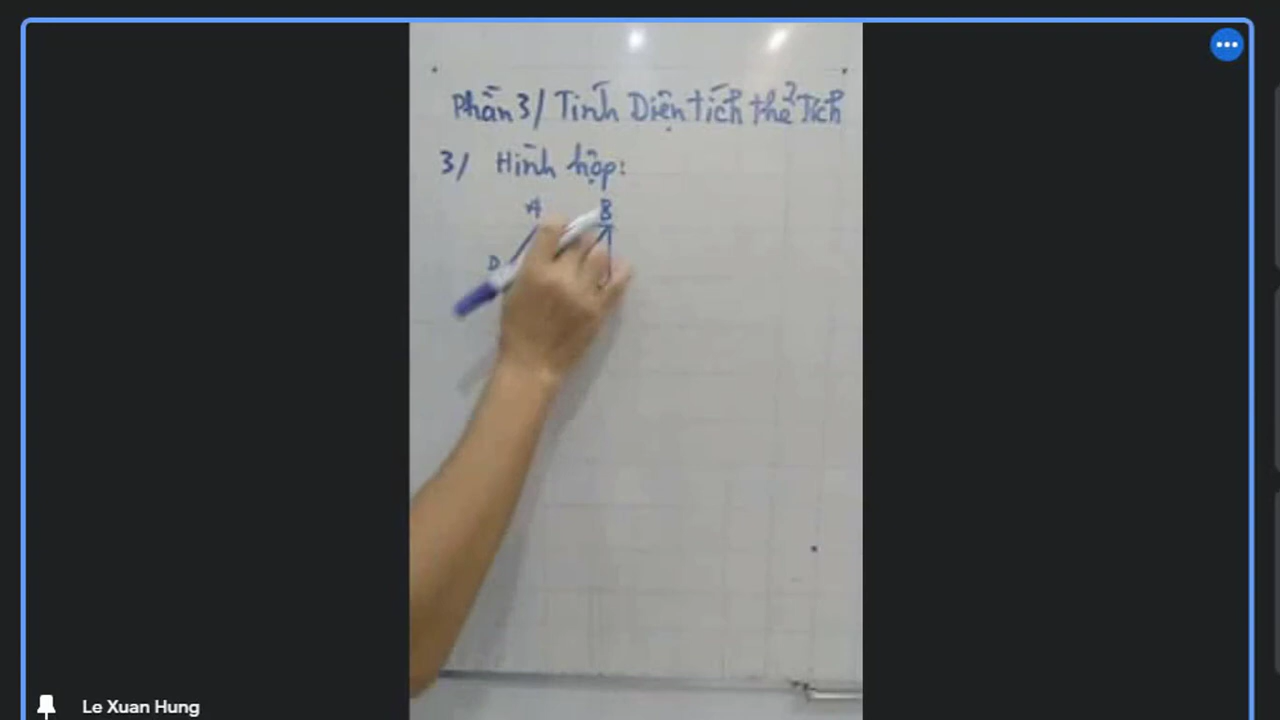 Phần 3/ Tính Diện tích thể Tích
3/ Hình hộp:
A B
D
Le Xuan Hung